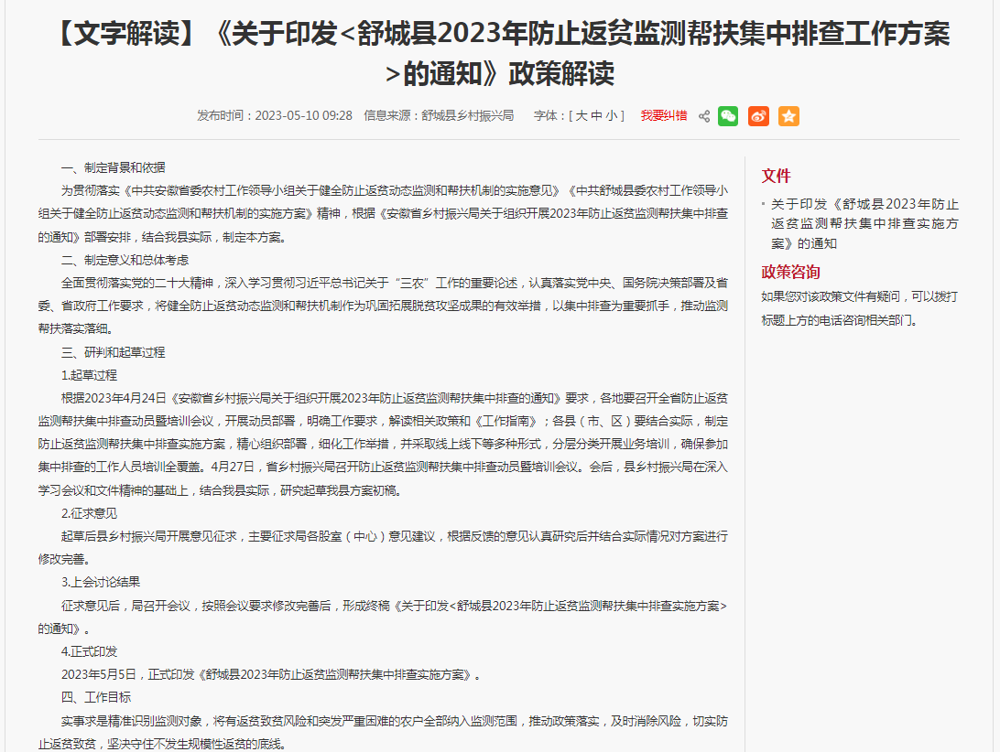 【文字解读】《关于印发<舒城县2023年防止返贫监测帮扶集中排查工作方案
>的通知》政策解读
发布时间：2023-05-10 09:28 信息来源：舒城县乡村振兴局 字体：[ 大 中 小 ] 我要纠错
一、制定背景和依据
为贯彻落实《中共安徽省委农村工作领导小组关于健全防止返贫动态监测和帮扶机制的实施意见》《中共舒城县委农村工作领导小
组关于健全防止返贫动态监测和帮扶机制的实施方案》精神，根据《安徽省乡村振兴局关于组织开展2023年防止返贫监测帮扶集中排查
的通知》部署安排，结合我县实际，制定本方案。
二、制定意义和总体考虑
全面贯彻落实党的二十大精神，深入学习贯彻习近平总书记关于“三农”工作的重要论述，认真落实党中央、国务院决策部署及省
委、省政府工作要求，将健全防止返贫动态监测和帮扶机制作为巩固拓展脱贫攻坚成果的有效举措，以集中排查为重要抓手，推动监测
帮扶落实落细。
三、研判和起草过程
1.起草过程
根据2023年4月24日《安徽省乡村振兴局关于组织开展2023年防止返贫监测帮扶集中排查的通知》要求，各地要召开全省防止返贫
监测帮扶集中排查动员暨培训会议，开展动员部署，明确工作要求，解读相关政策和《工作指南》；各县（市、区）要结合实际，制定
防止返贫监测帮扶集中排查实施方案，精心组织部署，细化工作举措，并采取线上线下等多种形式，分层分类开展业务培训，确保参加
集中排查的工作人员培训全覆盖。4月27日，省乡村振兴局召开防止返贫监测帮扶集中排查动员暨培训会议。会后，县乡村振兴局在深入
学习会议和文件精神的基础上，结合我县实际，研究起草我县方案初稿。
2.征求意见
起草后县乡村振兴局开展意见征求，主要征求局各股室（中心）意见建议，根据反馈的意见认真研究后并结合实际情况对方案进行
修改完善。
3.上会讨论结果
征求意见后，局召开会议，按照会议要求修改完善后，形成终稿《关于印发<舒城县2023年防止返贫监测帮扶集中排查实施方案>
的通知》。
4.正式印发
2023年5月5日，正式印发《舒城县2023年防止返贫监测帮扶集中排查实施方案》。
四、工作目标
实事求是精准识别监测对象，将有返贫致贫风险和突发严重困难的农户全部纳入监测范围，推动政策落实，及时消除风险，切实防
止返贫致贫，坚决守住不发生规模性返贫的底线。
文件
关于印发《舒城县2023年防止
返贫监测帮扶集中排查实施方
案》的通知
政策咨询
如果您对该政策文件有疑问，可以拨打
标题上方的电话咨询相关部门。